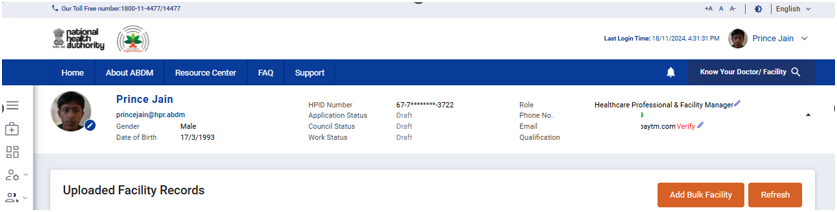 Our Toll Free number:1800-11-4477/14477
+A A A- English
national health authority
Last Login Time: 18/11/2024, 4:31:31 PM Prince Jain
Home About ABDM Resource Center FAQ Support Know Your Doctor/ Facility
Prince Jain
princejain@hpr.abdm
Gender Male
Date of Birth 17/3/1993
HPID Number 67-7********-3722
Application Status Draft
Council Status Draft
Work Status Draft
Role Healthcare Professional & Facility Manager
Phone No.
Email paytm.com Verify
Qualification
Uploaded Facility Records Add Bulk Facility Refresh